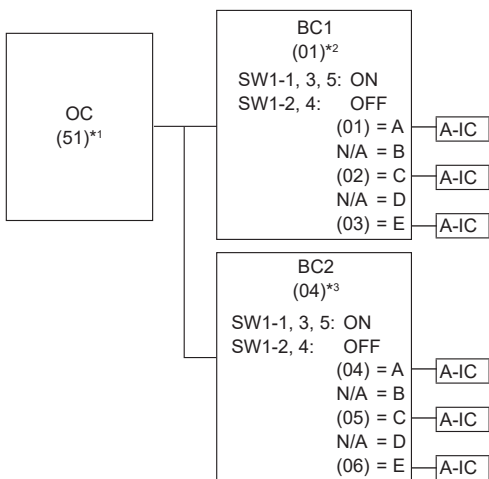 OC
(51)*1
BC1
(01)*2
SW1-1, 3, 5: ON
SW1-2, 4: OFF
(01) = A
A-IC
N/A = B
(02) = C
A-IC
N/A = D
(03) = E
A-IC
BC2
(04)*3
SW1-1, 3, 5: ON
SW1-2, 4: OFF
(04) = A
A-IC
N/A = B
(05) = C
A-IC
N/A = D
(06) = E
A-IC